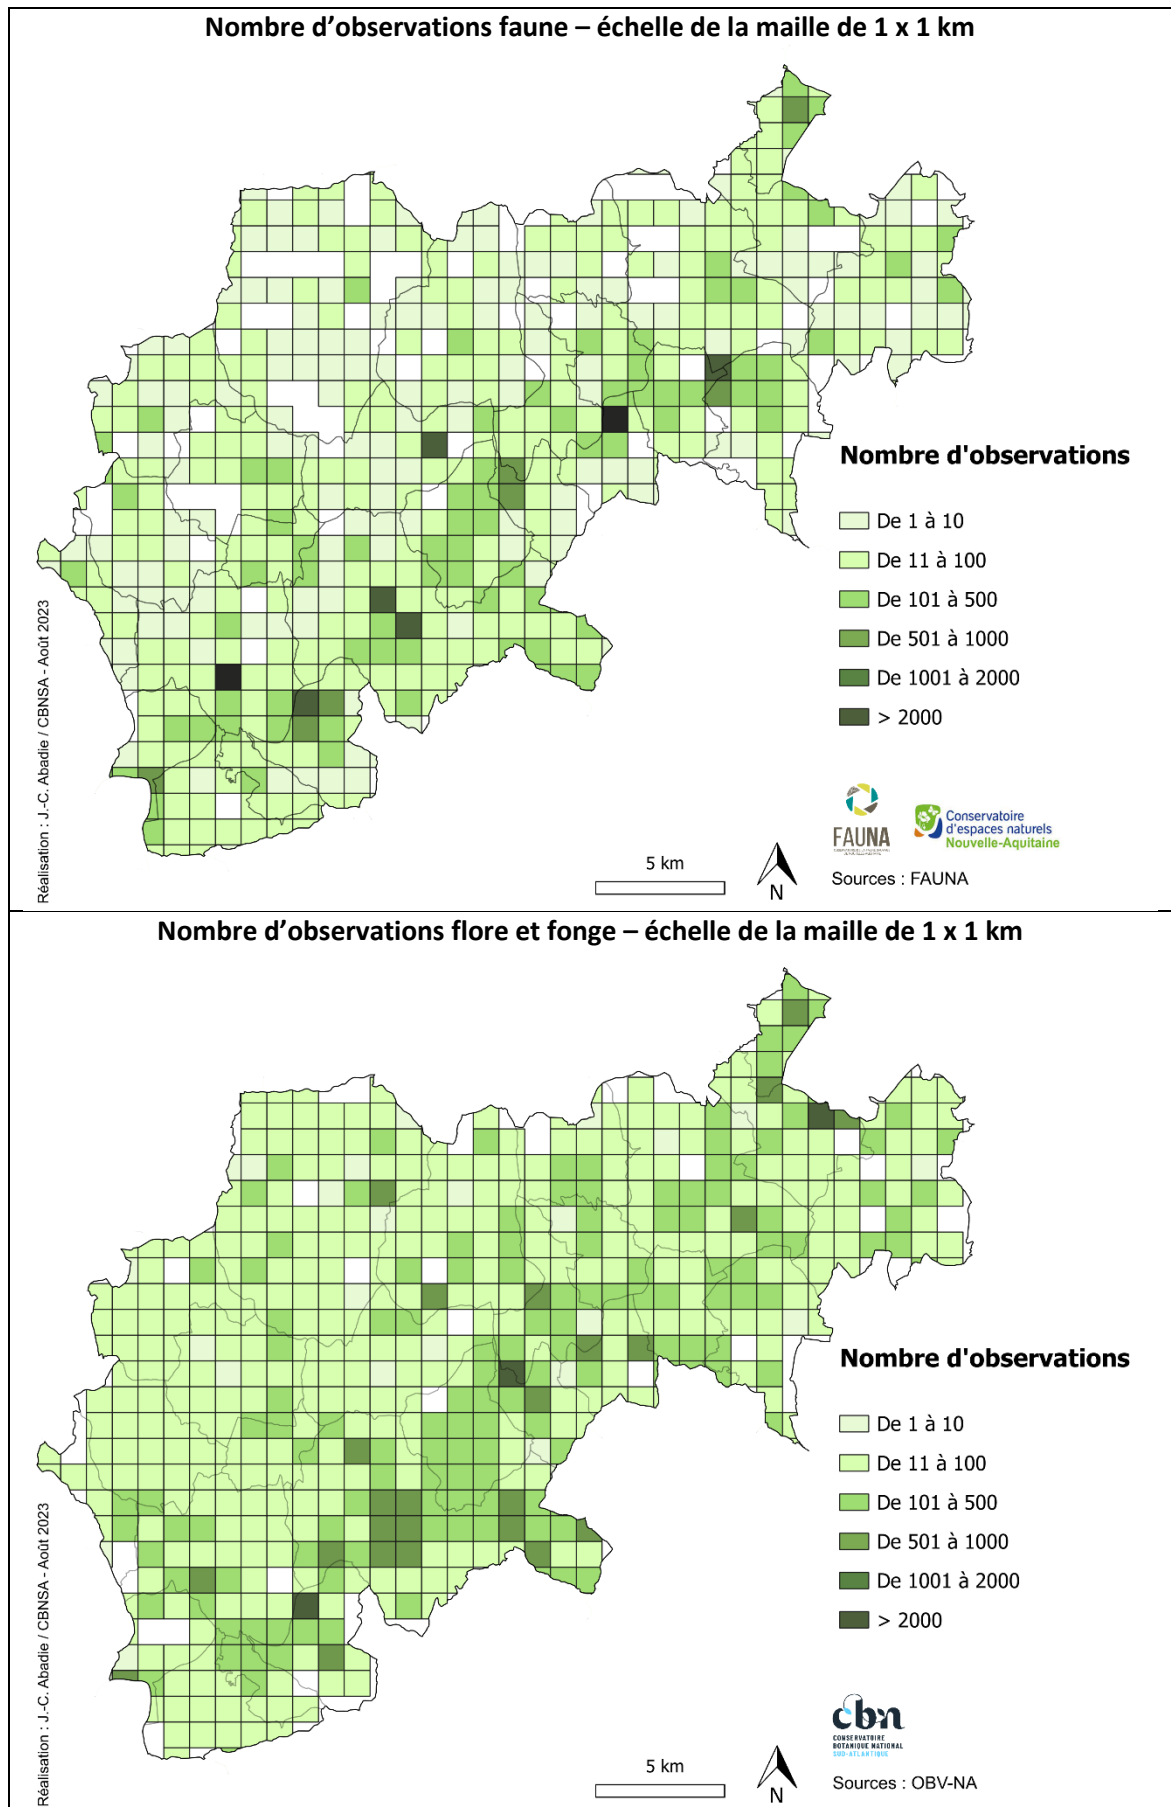 Nombre d'observations faune – échelle de la maille de 1 x 1 km
Nombre d'observations
De 1 à 10
De 11 à 100
De 101 à 500
De 501 à 1000
De 1001 à 2000
> 2000
Réalisation : J.-C. Abadie / CBNSA - Août 2023
FAUNA
Conservatoire
d'espaces naturels
Nouvelle-Aquitaine
5 km
N
Sources : FAUNA
Nombre d'observations flore et fonge – échelle de la maille de 1 x 1 km
Nombre d'observations
De 1 à 10
De 11 à 100
De 101 à 500
De 501 à 1000
De 1001 à 2000
> 2000
Réalisation : J.-C. Abadie / CBNSA - Août 2023
cbn
CONSERVATOIRE
BOTANIQUE NATIONAL
SUD-ATLANTIQUE
5 km
N
Sources : OBV-NA